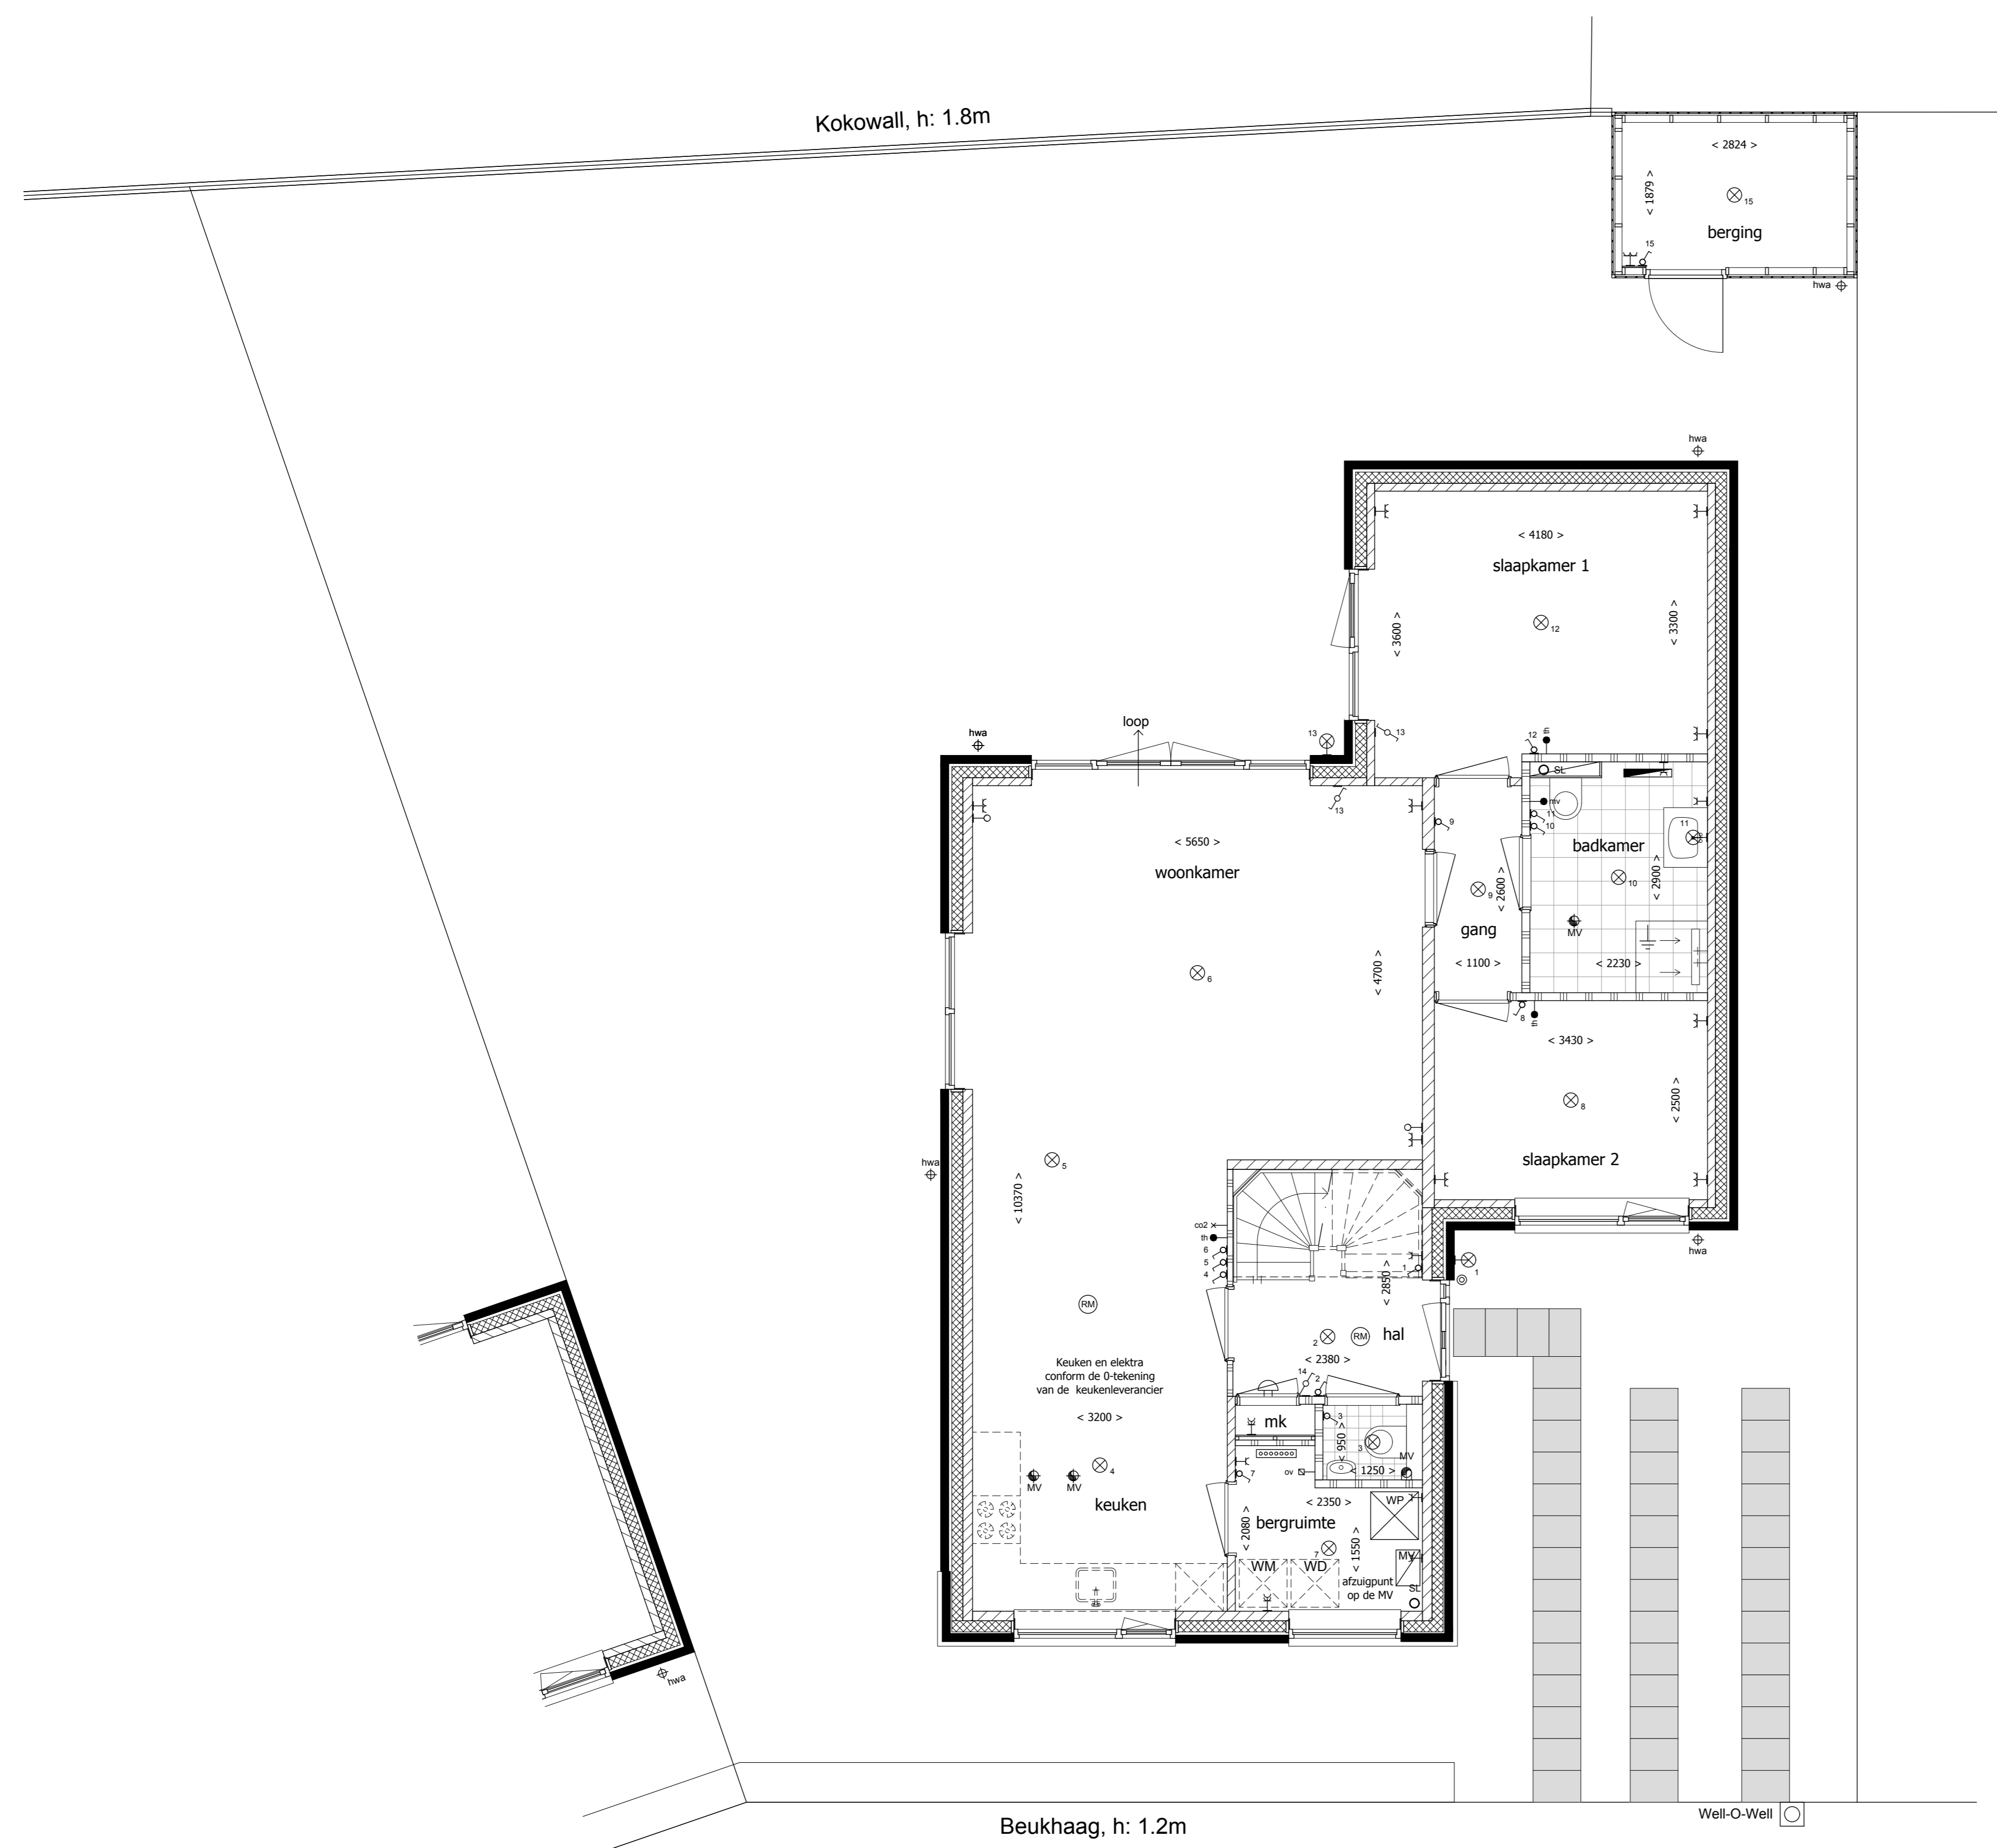 Kokowall, h: 1.8m
< 2824 >
< 1879 >
15
berging
15
hwa
hwa
< 4180 >
slaapkamer 1
< 3600 >
< 3300 >
12
loop
hwa
13
13
12
th
SL
13
mv
11
10
9
11
< 5650 >
woonkamer
badkamer
< 2900 >
10
9
< 2600 >
MV
gang
< 1100 >
< 2230 >
6
< 4700 >
8
th
< 3430 >
8
< 2500 >
slaapkamer 2
5
hwa
< 10370 >
co2
th
6
5
4
1
< 2850 >
hwa
1
RM
2
RM
hal
< 2380 >
Keuken en elektra
conform de 0-tekening
van de keukenleverancier
14
2
< 3200 >
mk
3
< 950 >
3
MV
< 1250 >
4
MV
MV
7
ov
keuken
< 2350 >
WP
bergruimte
< 2080 >
< 1550 >
7
MV
WM
WD
afzuigpunt
op de MV
SL
hwa
Well-O-Well
Beukhaag, h: 1.2m